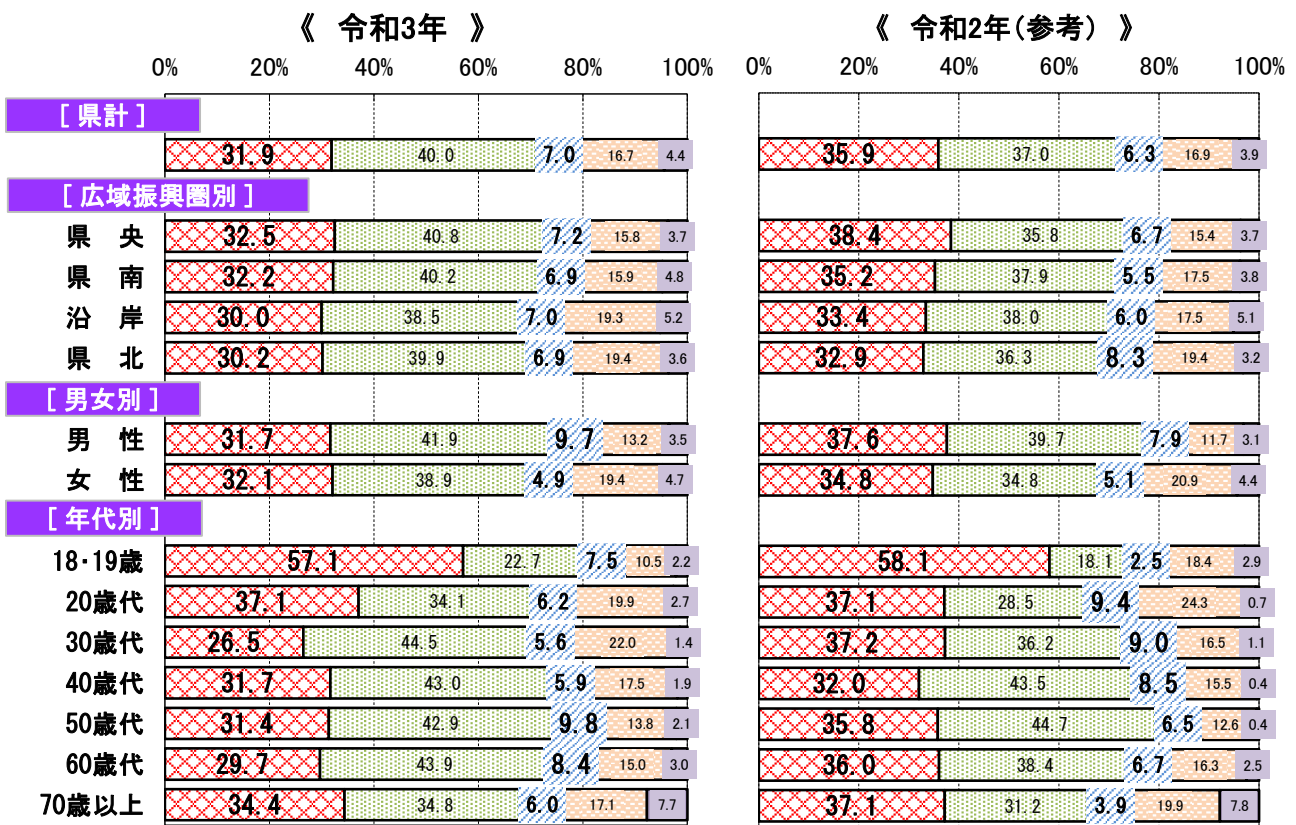 《 令和3年 》 《 令和2年(参考) 》
0% 20% 40% 60% 80% 100% 0% 20% 40% 60% 80% 100%
[ 県計 ]
31.9 40.0 7.0 16.7 4.4 35.9 37.0 6.3 16.9 3.9
[ 広域振興圏別 ]
県 央 32.5 40.8 7.2 15.8 3.7 38.4 35.8 6.7 15.4 3.7
県 南 32.2 40.2 6.9 15.9 4.8 35.2 37.9 5.5 17.5 3.8
沿 岸 30.0 38.5 7.0 19.3 5.2 33.4 38.0 6.0 17.5 5.1
県 北 30.2 39.9 6.9 19.4 3.6 32.9 36.3 8.3 19.4 3.2
[ 男女別 ]
男 性 31.7 41.9 9.7 13.2 3.5 37.6 39.7 7.9 11.7 3.1
女 性 32.1 38.9 4.9 19.4 4.7 34.8 34.8 5.1 20.9 4.4
[ 年代別 ]
18・19歳 57.1 22.7 7.5 10.5 2.2 58.1 18.1 2.5 18.4 2.9
20歳代 37.1 34.1 6.2 19.9 2.7 37.1 28.5 9.4 24.3 0.7
30歳代 26.5 44.5 5.6 22.0 1.4 37.2 36.2 9.0 16.5 1.1
40歳代 31.7 43.0 5.9 17.5 1.9 32.0 43.5 8.5 15.5 0.4
50歳代 31.4 42.9 9.8 13.8 2.1 35.8 44.7 6.5 12.6 0.4
60歳代 29.7 43.9 8.4 15.0 3.0 36.0 38.4 6.7 16.3 2.5
70歳以上 34.4 34.8 6.0 17.1 7.7 37.1 31.2 3.9 19.9 7.8